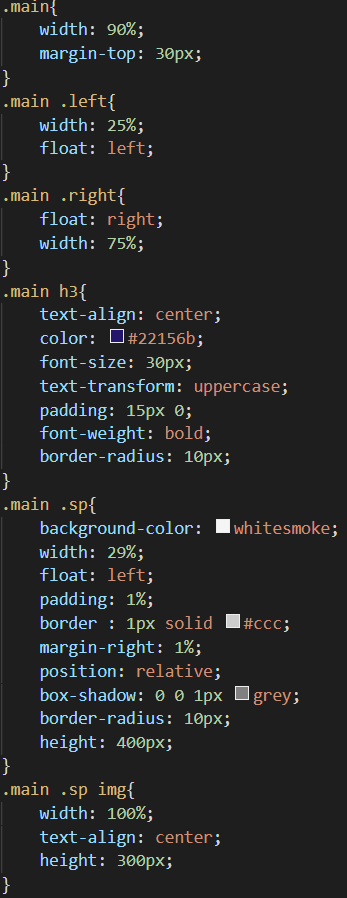 .main{
    width: 90%;
    margin-top: 30px;
}
.main .left{
    width: 25%;
    float: left;
}
.main .right{
    float: right;
    width: 75%;
}
.main h3{
    text-align: center;
    color: #22156b;
    font-size: 30px;
    text-transform: uppercase;
    padding: 15px 0;
    font-weight: bold;
    border-radius: 10px;
}
.main .sp{
    background-color: whitesmoke;
    width: 29%;
    float: left;
    padding: 1%;
    border : 1px solid #ccc;
    margin-right: 1%;
    position: relative;
    box-shadow: 0 0 1px grey;
    border-radius: 10px;
    height: 400px;
}
.main .sp img{
    width: 100%;
    text-align: center;
    height: 300px;
}